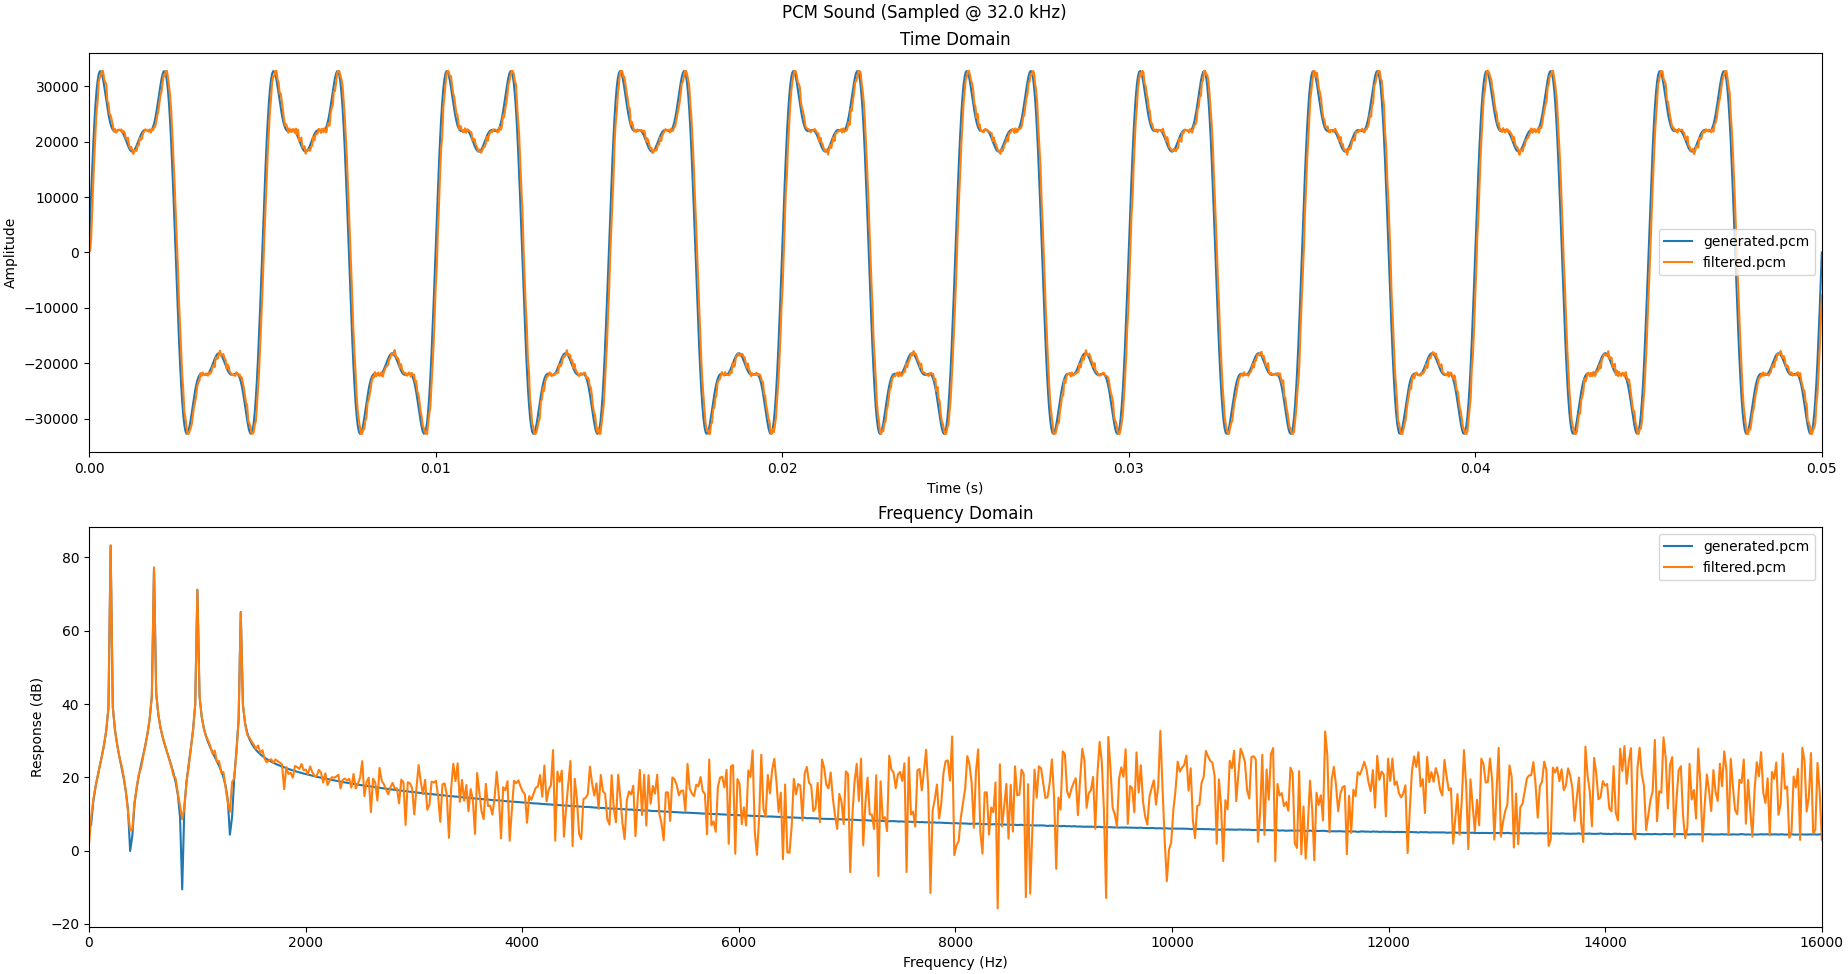 PCM Sound (Sampled @ 32.0 kHz)
Time Domain
Amplitude
30000
20000
10000
0
−10000
−20000
−30000
generated.pcm
filtered.pcm
0.00 0.01 0.02 0.03 0.04 0.05
Time (s)
Frequency Domain
Response (dB)
80
60
40
20
0
−20
generated.pcm
filtered.pcm
0 2000 4000 6000 8000 10000 12000 14000 16000
Frequency (Hz)